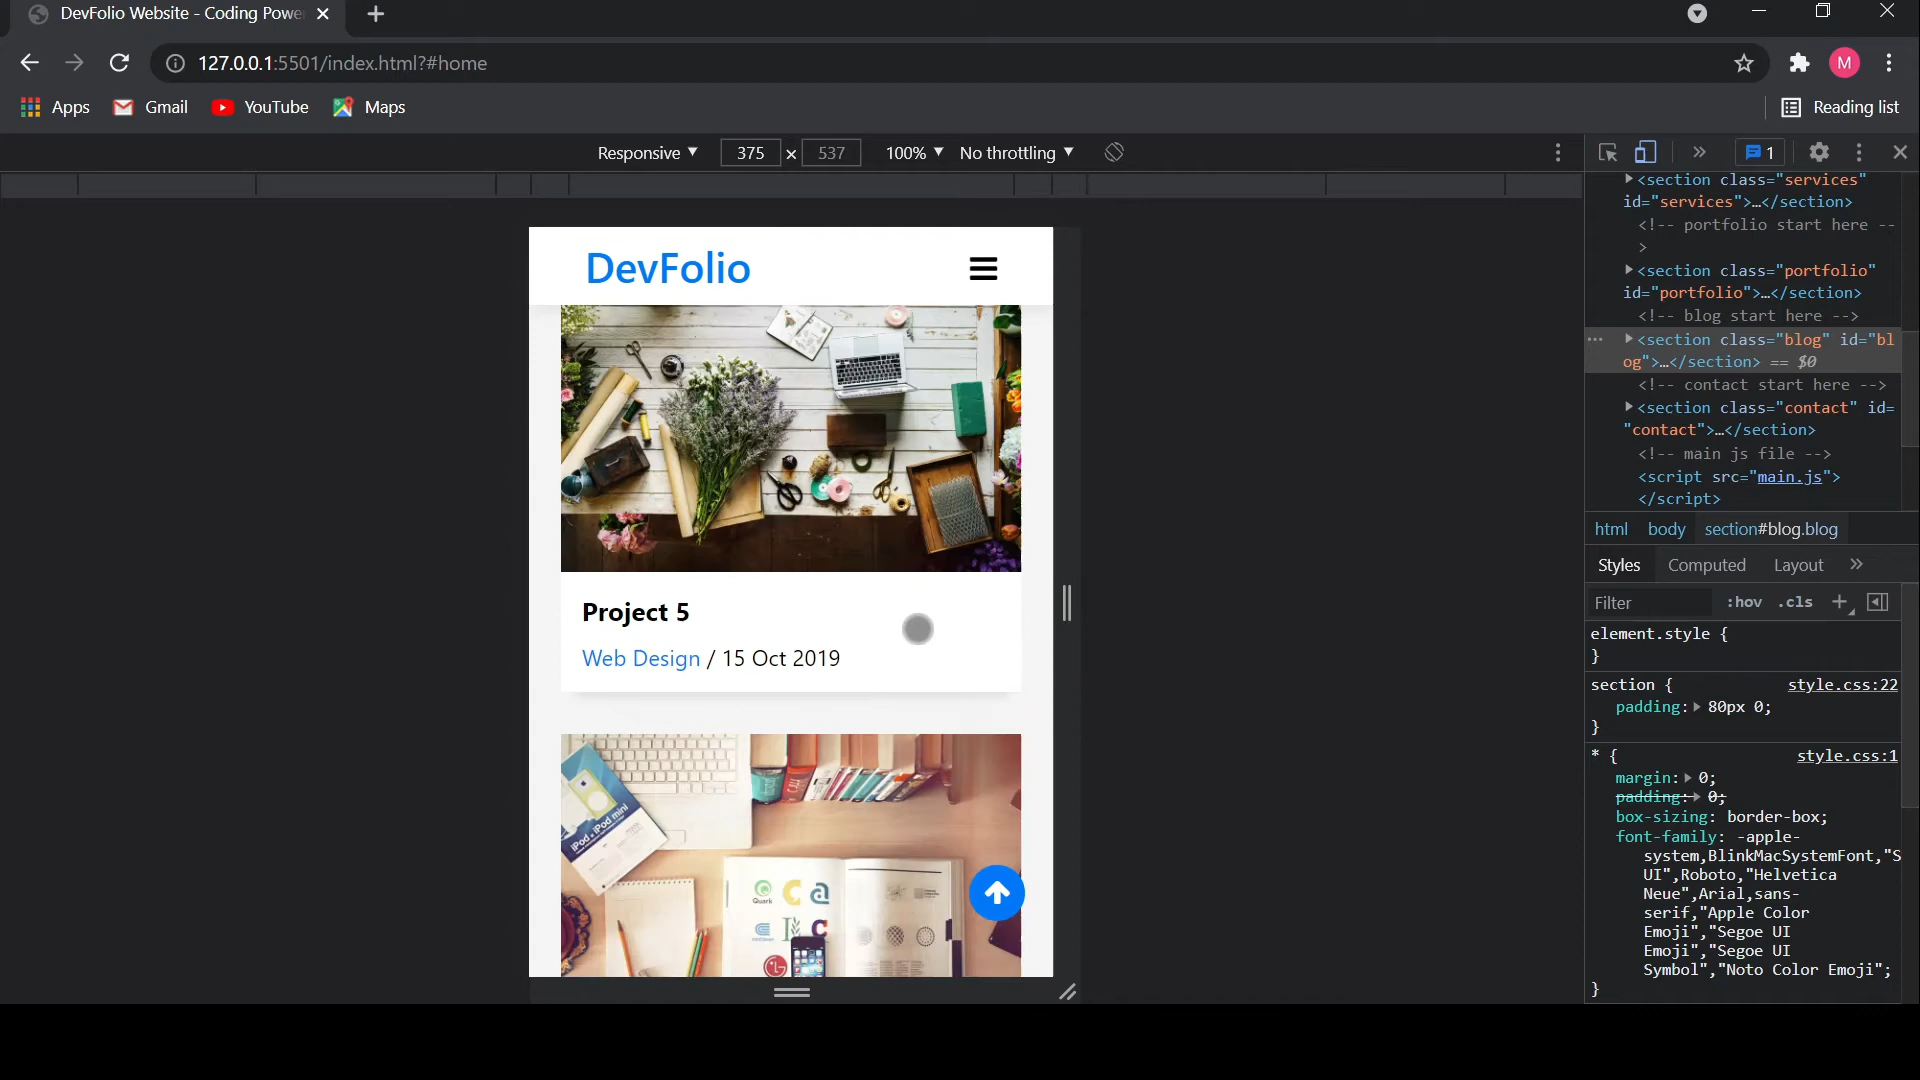 DevFolio Website - Coding Powe
127.0.0.1:5501/index.html?#home
M
Apps
Gmail
YouTube
Maps
Reading list
Responsive
375
×
537
100%
No throttling
1
DevFolio
Project 5
Web Design / 15 Oct 2019
iPod. iPod mini
Quark
LG
<section class="services"
id="services">…</section>
<!-- portfolio start here --
>
<section class="portfolio"
id="portfolio">…</section>
<!-- blog start here -->
<section class="blog" id="bl
og">…</section> == $0
<!-- contact start here -->
<section class="contact" id=
"contact">…</section>
<!-- main js file -->
<script src="main.js">
</script>
html body section#blog.blog
Styles
Computed
Layout
Filter
:hov
.cls
element.style {
}
section {
style.css:22
padding: 80px 0;
}
* {
style.css:1
margin: 0;
padding: 0;
box-sizing: border-box;
font-family: -apple-
system,BlinkMacSystemFont,"S
UI",Roboto,"Helvetica
Neue",Arial,sans-
serif,"Apple Color
Emoji","Segoe UI
Emoji","Segoe UI
Symbol","Noto Color Emoji";
}